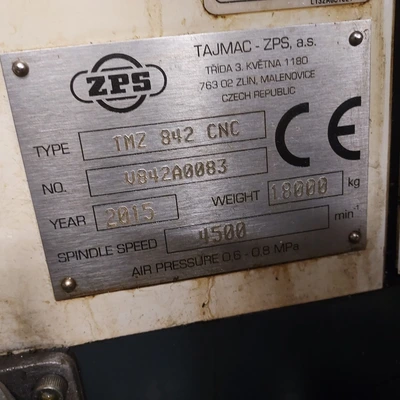 ZPS
TAJMAC - ZPS, a.s.
TŘÍDA 3. KVĚTNA 1180
763 02 ZLÍN, MALENOVICE
CZECH REPUBLIC
TYPE TMZ 842 CNC
CE
NO. V842A0083
YEAR 2015 WEIGHT 18000 kg
SPINDLE SPEED 4500 min⁻¹
AIR PRESSURE 0.6 - 0.8 MPa